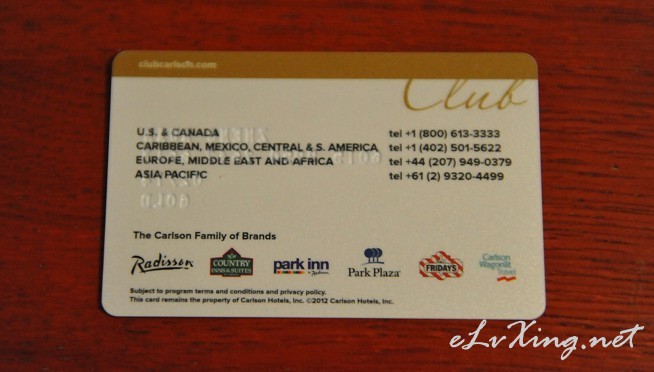 clubcarlson.com
Club
U.S. & CANADA tel +1 (800) 613-3333
CARIBBEAN, MEXICO, CENTRAL & S. AMERICA tel +1 (402) 501-5622
EUROPE, MIDDLE EAST AND AFRICA tel +44 (207) 949-0379
ASIA PACIFIC tel +61 (2) 9320-4499
GOLD
The Carlson Family of Brands
Radisson
COUNTRY
INNS & SUITES
park inn
by Radisson
Park Plaza
FRIDAYS
Carlson
Wagonlit
Travel
Subject to program terms and conditions and privacy policy.
This card remains the property of Carlson Hotels, Inc. ©2012 Carlson Hotels, Inc.
eLvXing.net